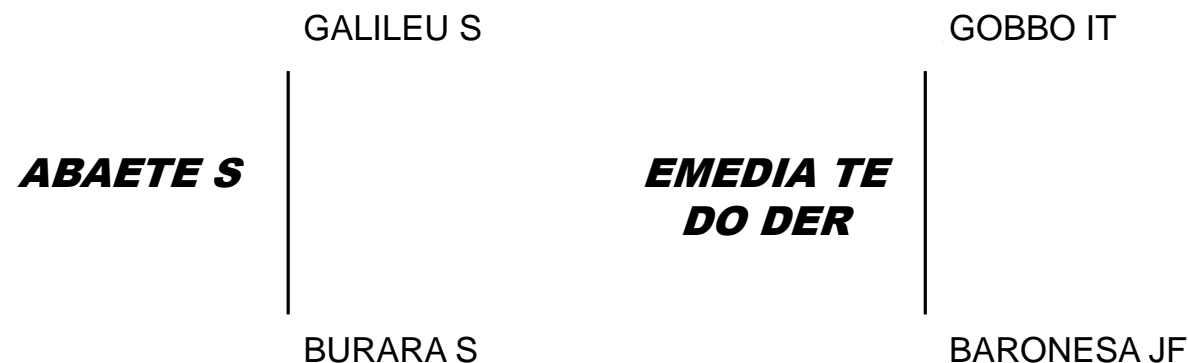 GALILEU S
ABAETE S
BURARA S
GOBBO IT
EMEDIA TE
DO DER
BARONESA JF